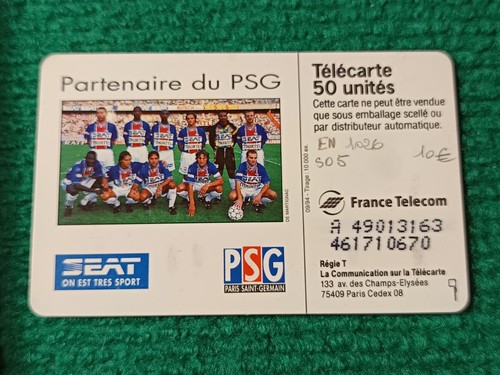 Partenaire du PSG
DE MARTIGNAC
SEAT
ON EST TRES SPORT
PSG
PARIS SAINT-GERMAIN
09/94 - Tirage : 10.000 ex.
Télécarte
50 unités
Cette carte ne peut être vendue
que sous emballage scellé ou
par distributeur automatique.
EN 1026
505
10€
France Telecom
A 49013163
461710670
Régie T
La Communication sur la Télécarte
133 av. des Champs-Elysées
75409 Paris Cedex 08